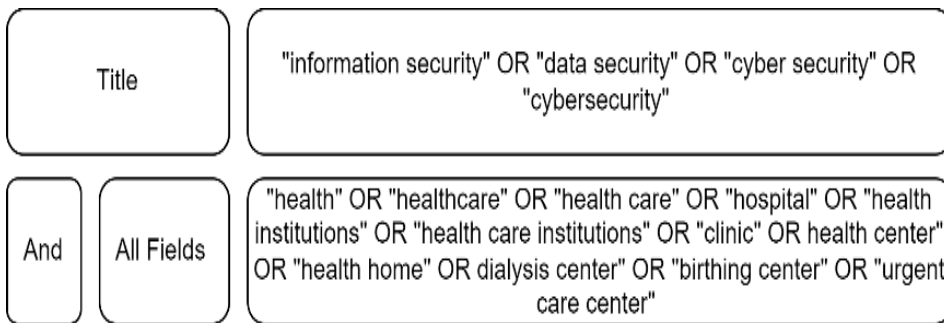 Title
"information security" OR "data security" OR "cyber security" OR
"cybersecurity"
And
All Fields
"health" OR "healthcare" OR "health care" OR "hospital" OR "health
institutions" OR "health care institutions" OR "clinic" OR health center"
OR "health home" OR dialysis center" OR "birthing center" OR "urgent
care center"